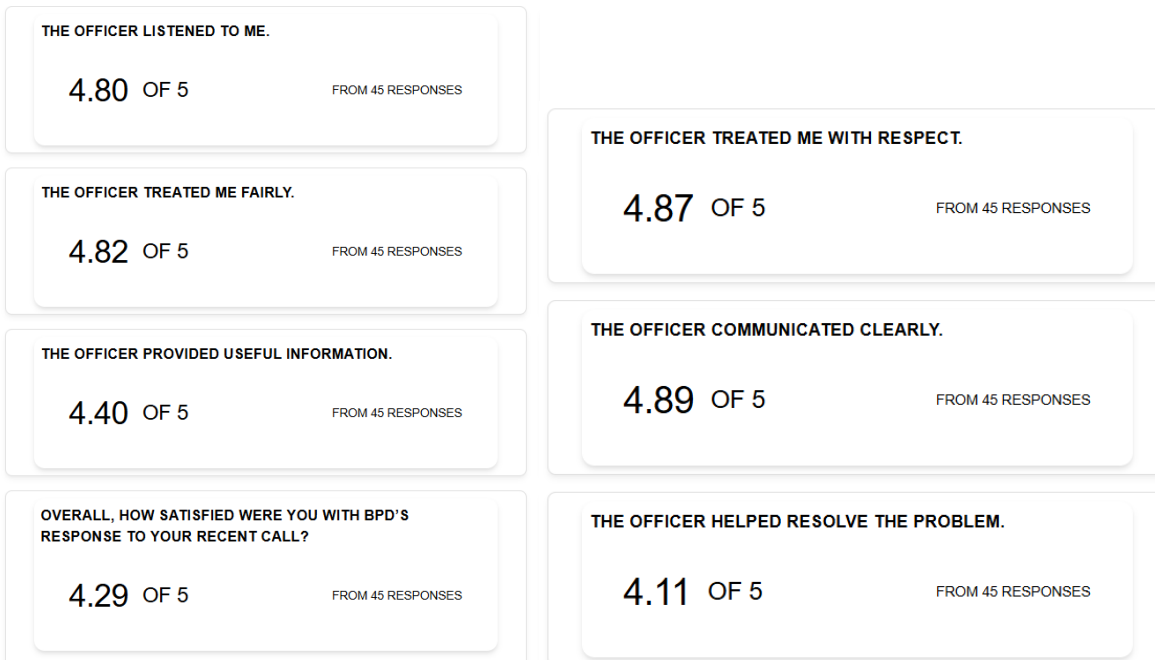 THE OFFICER LISTENED TO ME.
4.80 OF 5 FROM 45 RESPONSES
THE OFFICER TREATED ME FAIRLY.
4.82 OF 5 FROM 45 RESPONSES
THE OFFICER PROVIDED USEFUL INFORMATION.
4.40 OF 5 FROM 45 RESPONSES
OVERALL, HOW SATISFIED WERE YOU WITH BPD'S
RESPONSE TO YOUR RECENT CALL?
4.29 OF 5 FROM 45 RESPONSES
THE OFFICER TREATED ME WITH RESPECT.
4.87 OF 5 FROM 45 RESPONSES
THE OFFICER COMMUNICATED CLEARLY.
4.89 OF 5 FROM 45 RESPONSES
THE OFFICER HELPED RESOLVE THE PROBLEM.
4.11 OF 5 FROM 45 RESPONSES